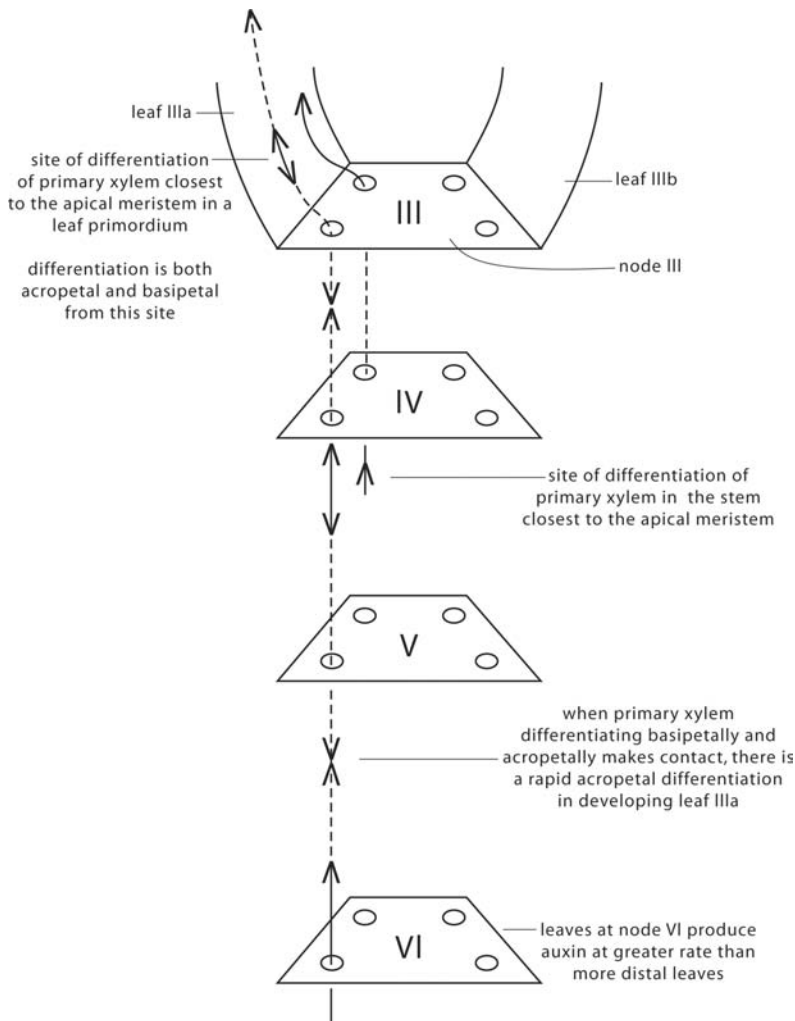 leaf IIIa
site of differentiation
of primary xylem closest
to the apical meristem in a
leaf primordium
differentiation is both
acropetal and basipetal
from this site
III
leaf IIIb
node III
IV
site of differentiation of
primary xylem in the stem
closest to the apical meristem
V
when primary xylem
differentiating basipetally and
acropetally makes contact, there is
a rapid acropetal differentiation
in developing leaf IIIa
VI
leaves at node VI produce
auxin at greater rate than
more distal leaves